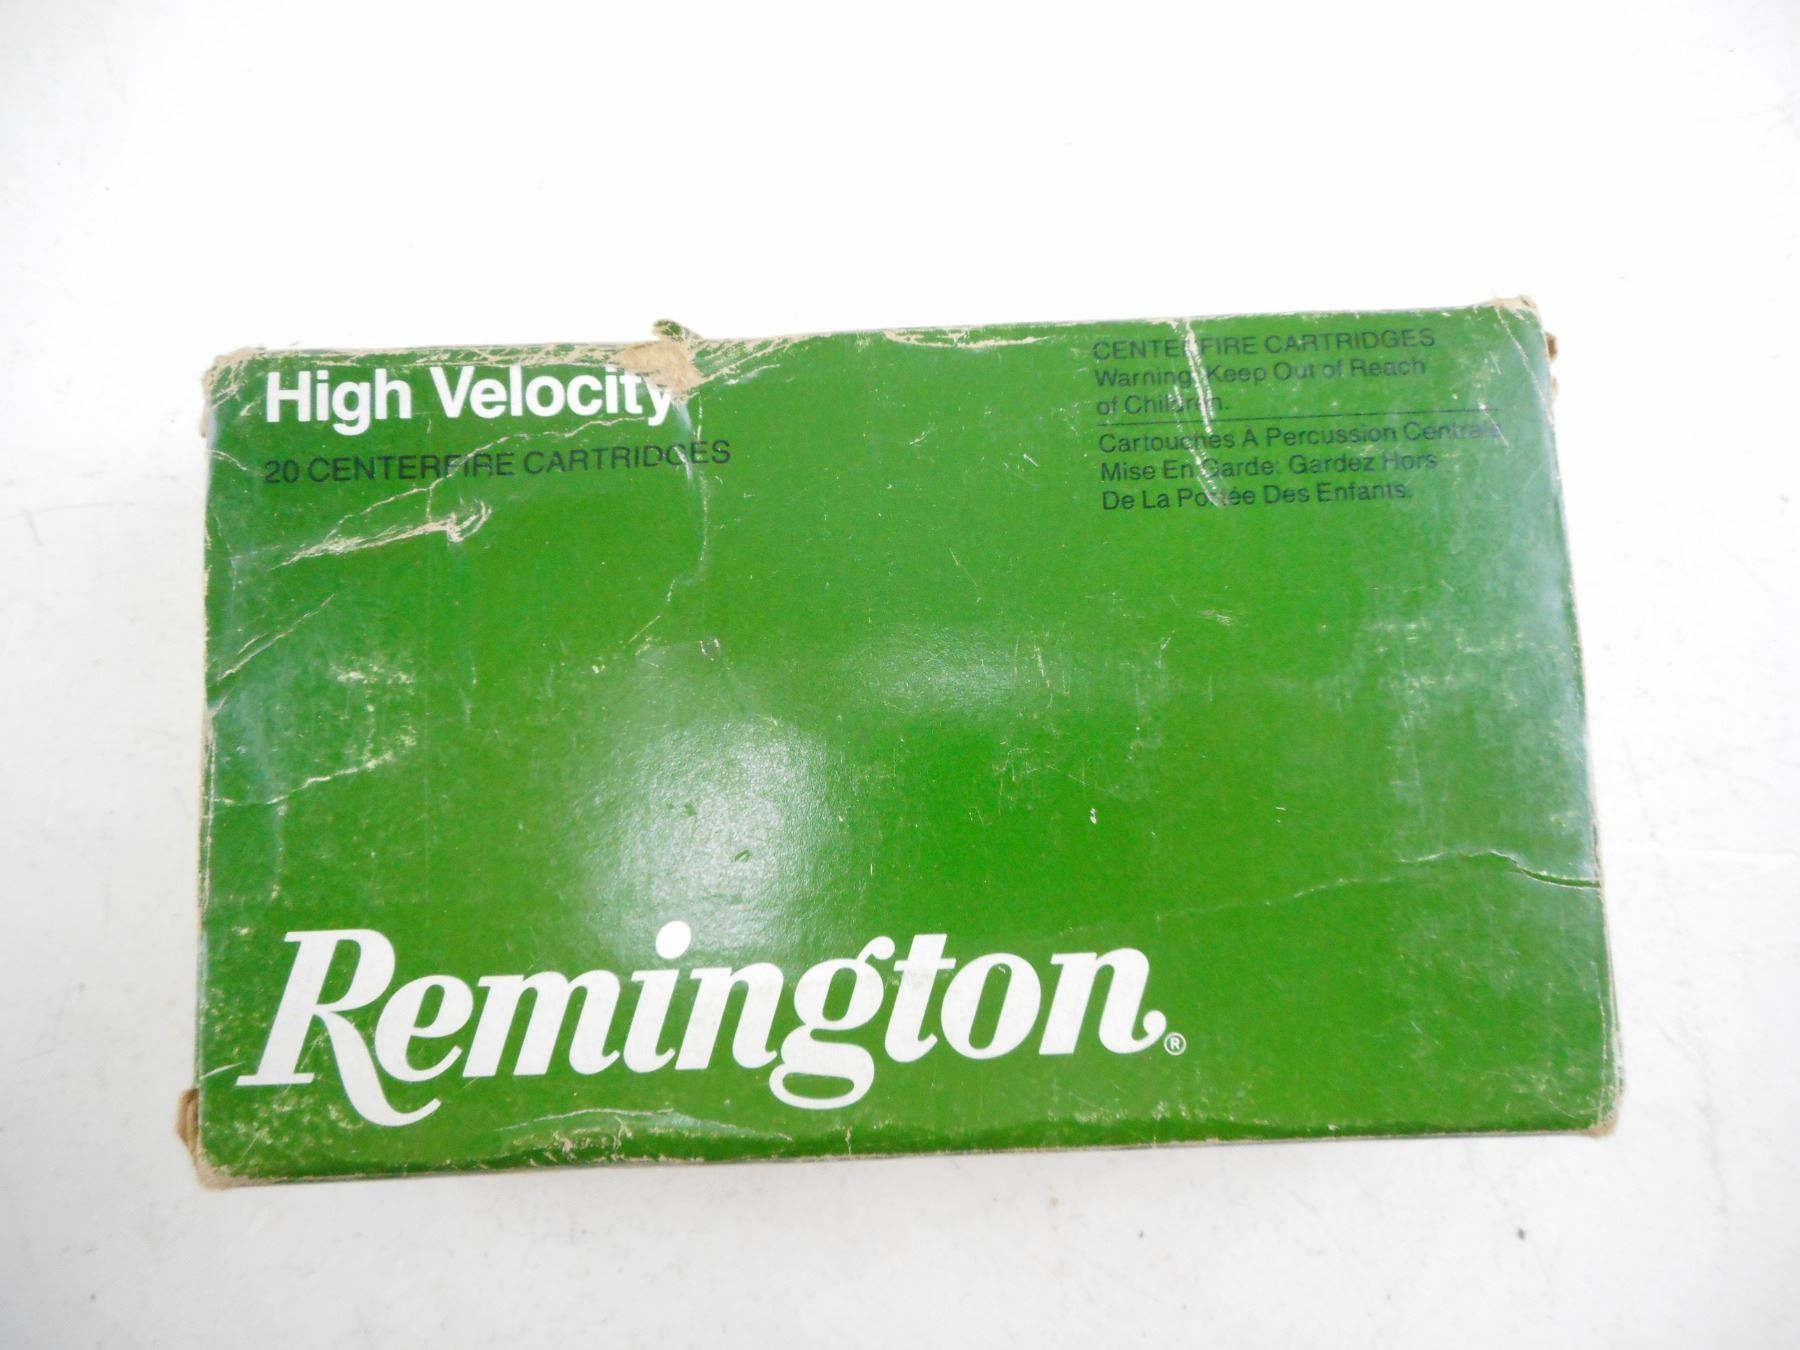 High Velocity
20 CENTERFIRE CARTRIDGES
CENTERFIRE CARTRIDGES
Warning: Keep Out of Reach
of Children.
Cartouches A Percussion Centrale
Mise En Garde: Gardez Hors
De La Portée Des Enfants.
Remington®